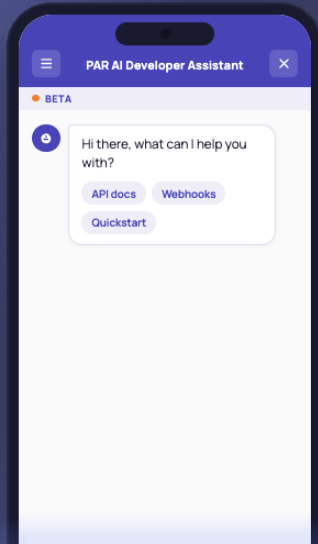 PAR AI Developer Assistant
BETA
Hi there, what can I help you
with?
API docs
Webhooks
Quickstart